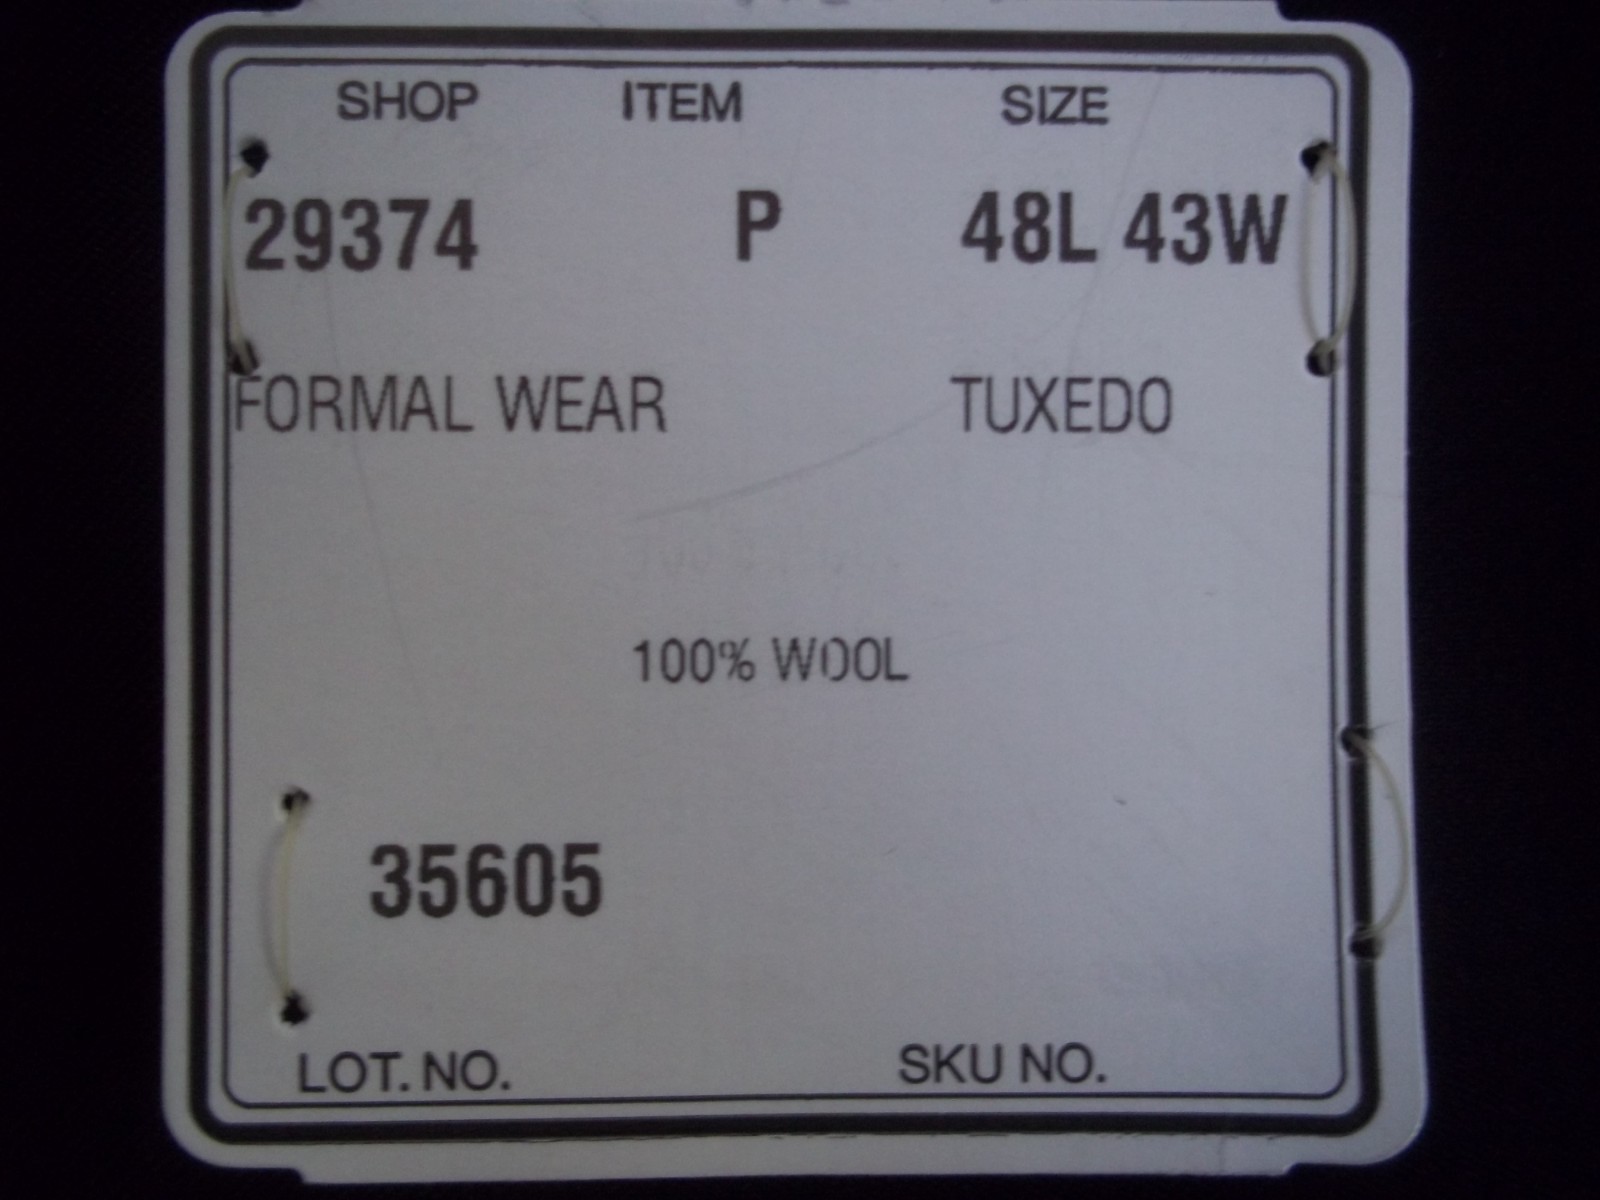 SHOP ITEM SIZE
29374 P 48L 43W
FORMAL WEAR TUXEDO
100% WOOL
35605
LOT. NO. SKU NO.